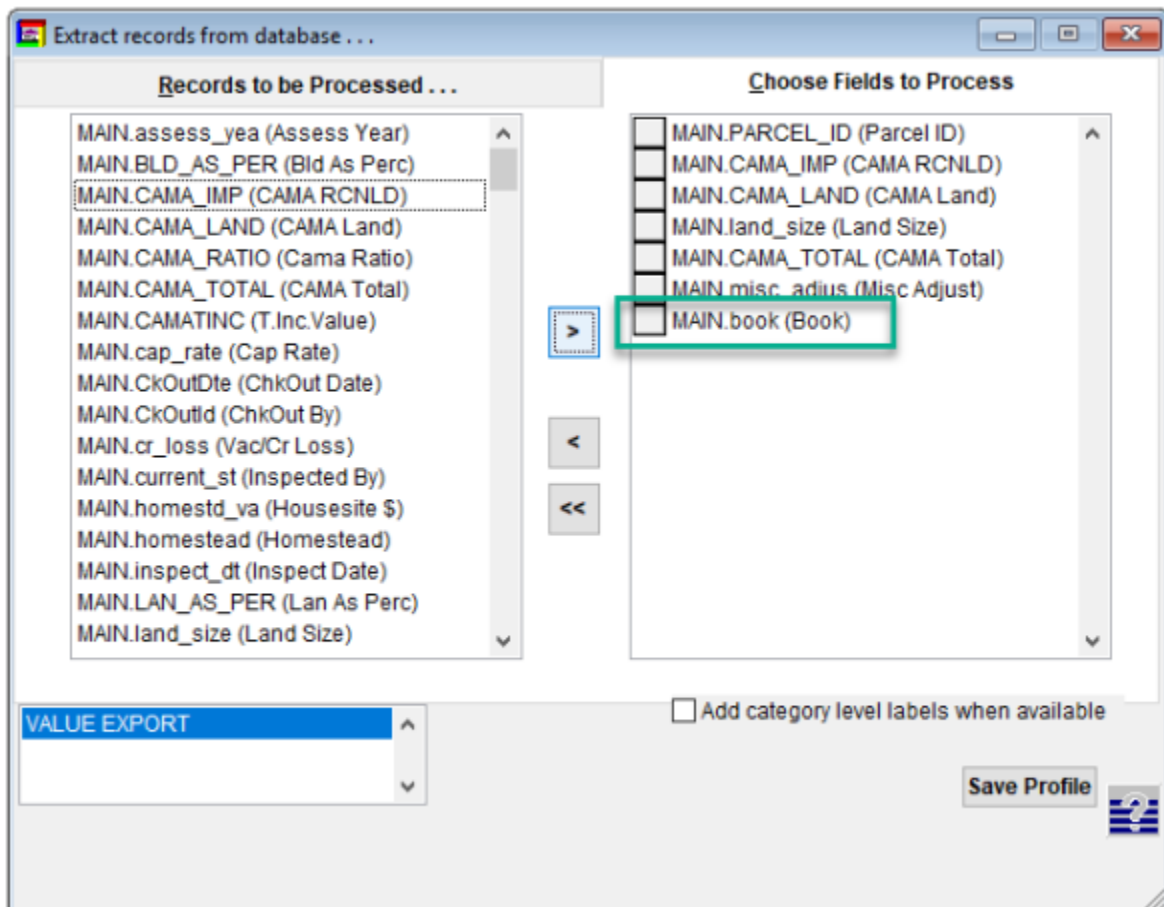 Extract records from database . . .
Records to be Processed . . .
Choose Fields to Process
MAIN.assess_yea (Assess Year)
MAIN.BLD_AS_PER (Bld As Perc)
MAIN.CAMA_IMP (CAMA RCNLD)
MAIN.CAMA_LAND (CAMA Land)
MAIN.CAMA_RATIO (Cama Ratio)
MAIN.CAMA_TOTAL (CAMA Total)
MAIN.CAMATINC (T.Inc.Value)
MAIN.cap_rate (Cap Rate)
MAIN.CkOutDte (ChkOut Date)
MAIN.CkOutId (ChkOut By)
MAIN.cr_loss (Vac/Cr Loss)
MAIN.current_st (Inspected By)
MAIN.homestd_va (Housesite $)
MAIN.homestead (Homestead)
MAIN.inspect_dt (Inspect Date)
MAIN.LAN_AS_PER (Lan As Perc)
MAIN.land_size (Land Size)
>
<
<<
MAIN.PARCEL_ID (Parcel ID)
MAIN.CAMA_IMP (CAMA RCNLD)
MAIN.CAMA_LAND (CAMA Land)
MAIN.land_size (Land Size)
MAIN.CAMA_TOTAL (CAMA Total)
MAIN.misc_adjus (Misc Adjust)
MAIN.book (Book)
VALUE EXPORT
Add category level labels when available
Save Profile
?